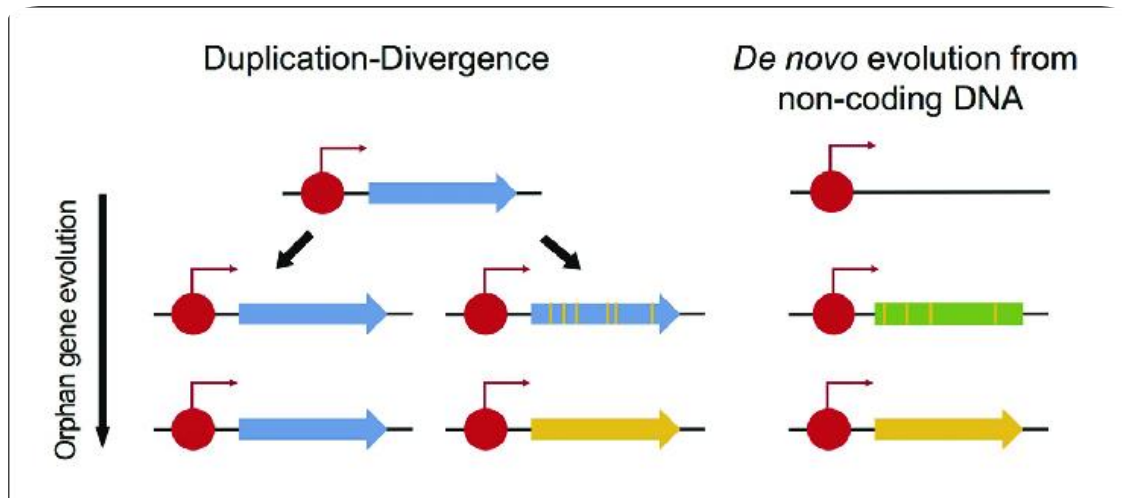 Duplication-Divergence
De novo evolution from
non-coding DNA
Orphan gene evolution